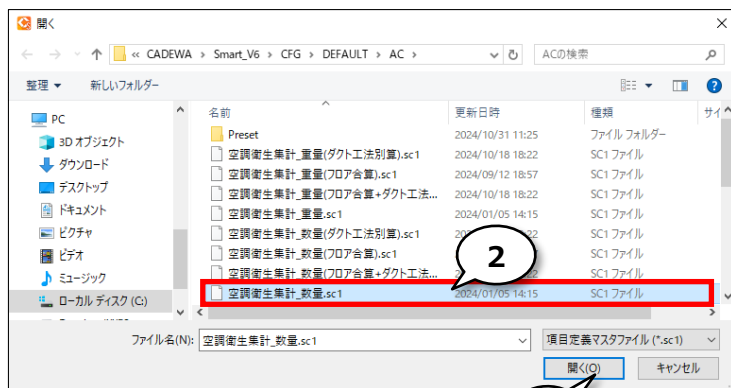 開く
« CADEWA › Smart_V6 › CFG › DEFAULT › AC ›
ACの検索
整理
新しいフォルダー
名前 更新日時 種類 サイ
PC
3D オブジェクト
ダウンロード
デスクトップ
ドキュメント
ピクチャ
ビデオ
ミュージック
ローカル ディスク (C:)
Preset 2024/10/31 11:25 ファイル フォルダー
空調衛生集計_重量(ダクト工法別算).sc1 2024/10/18 18:22 SC1 ファイル
空調衛生集計_重量(フロア合算).sc1 2024/09/12 18:57 SC1 ファイル
空調衛生集計_重量(フロア合算+ダクト工法... 2024/10/18 18:22 SC1 ファイル
空調衛生集計_重量.sc1 2024/01/05 14:15 SC1 ファイル
空調衛生集計_数量(ダクト工法別算).sc1 SC1 ファイル
空調衛生集計_数量(フロア合算).sc1 SC1 ファイル
空調衛生集計_数量(フロア合算+ダクト工法... SC1 ファイル
空調衛生集計_数量.sc1 2024/01/05 14:15 SC1 ファイル
2
ファイル名(N): 空調衛生集計_数量.sc1 項目定義マスタファイル (*.sc1)
開く(O) キャンセル